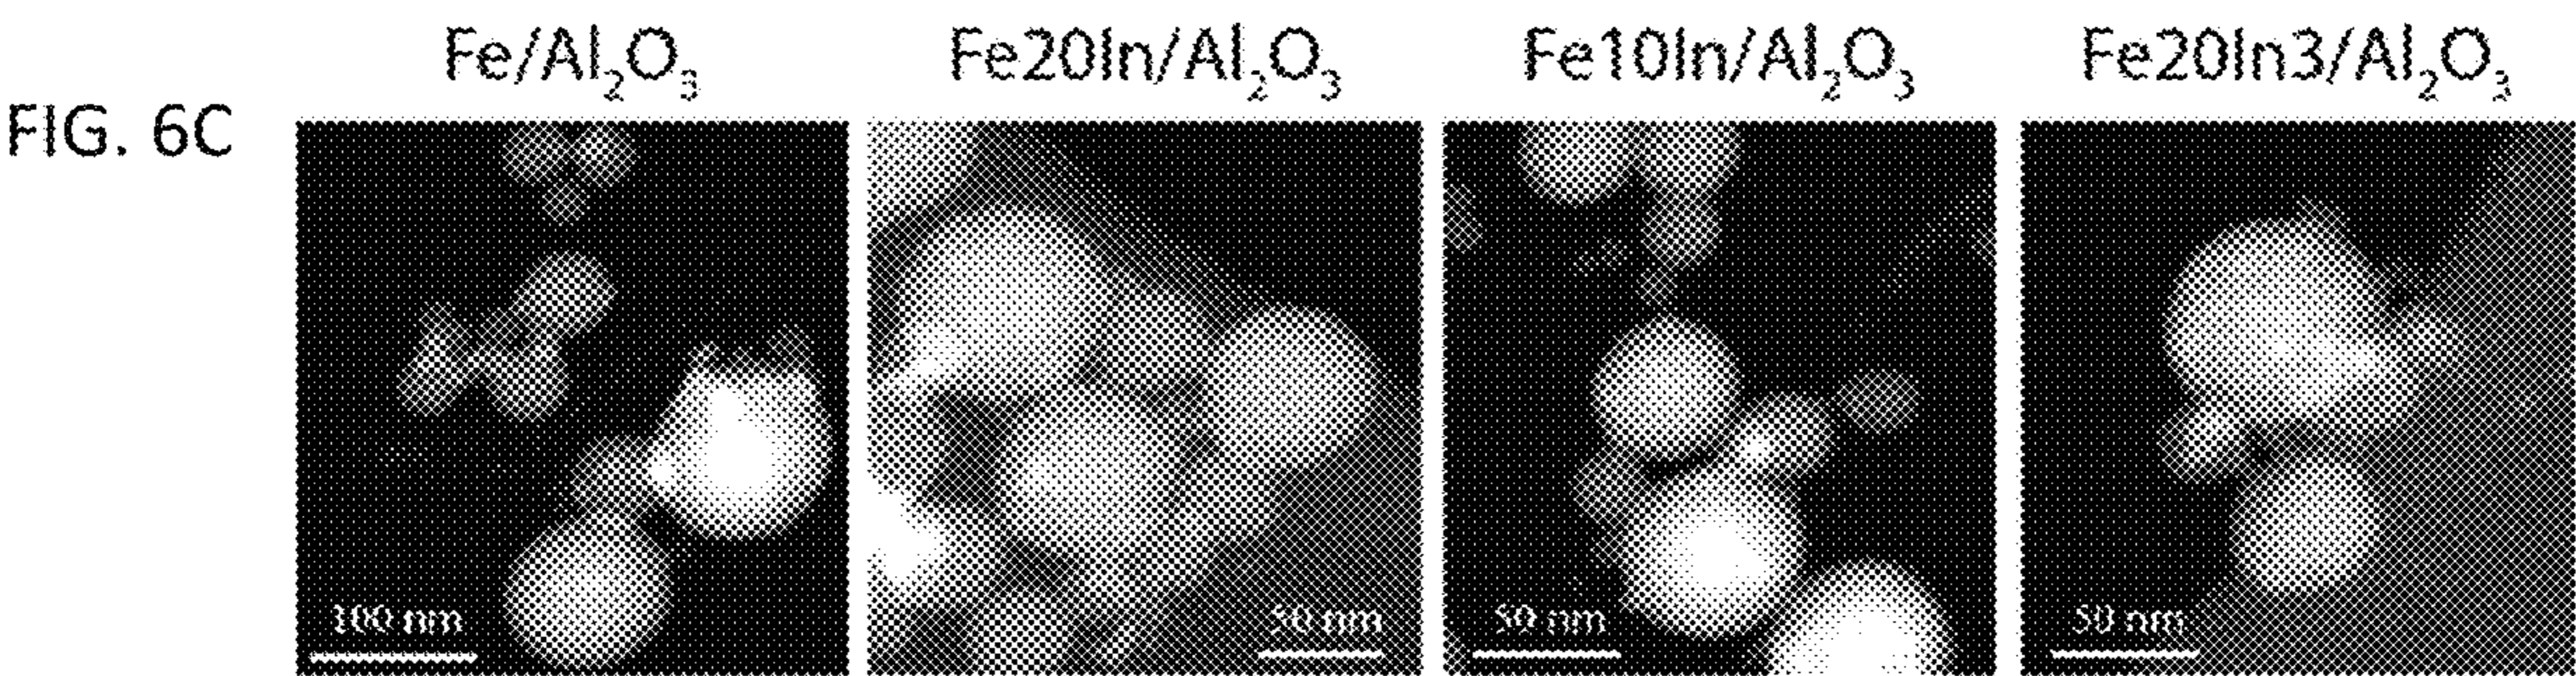 Fe/Al₂O₃ Fe20In/Al₂O₃ Fe10In/Al₂O₃ Fe20In3/Al₂O₃
FIG. 6C
100 nm 50 nm 50 nm 50 nm